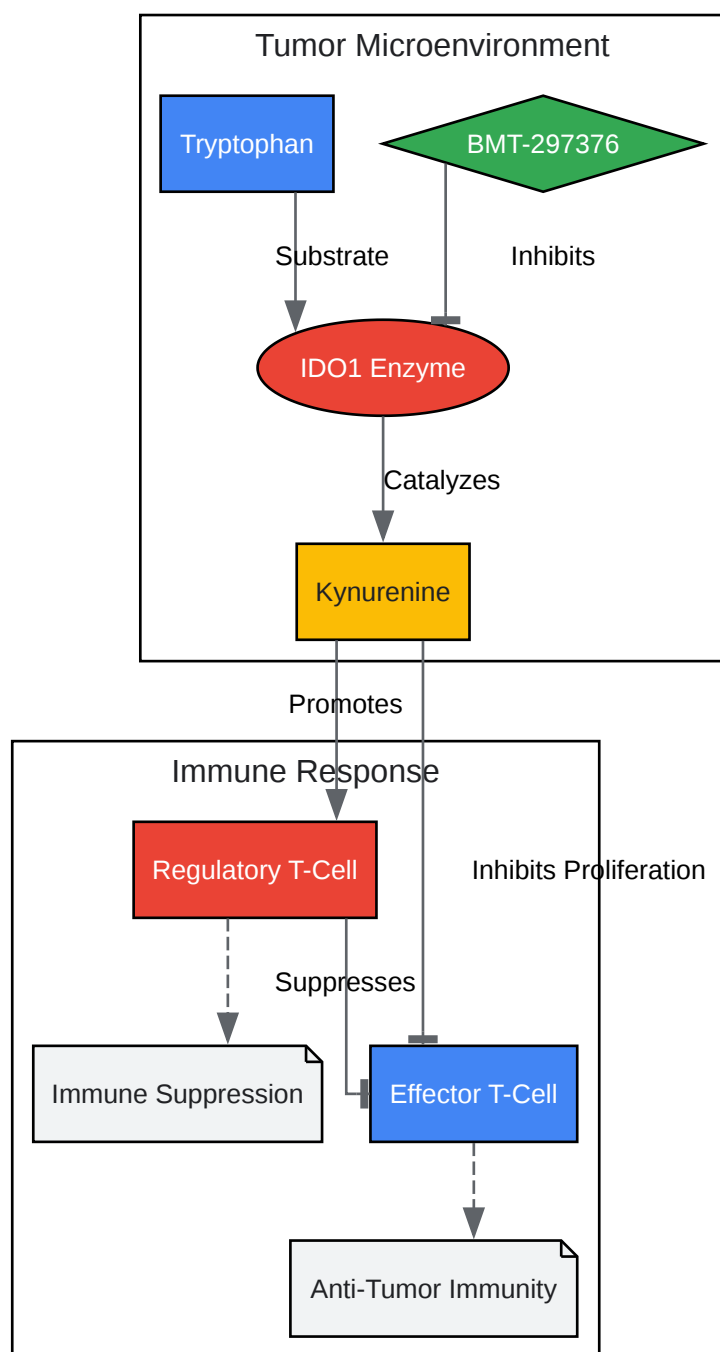 Tumor Microenvironment
Tryptophan
BMT-297376
Substrate
Inhibits
IDO1 Enzyme
Catalyzes
Kynurenine
Promotes
Immune Response
Regulatory T-Cell
Inhibits Proliferation
Suppresses
Immune Suppression
Effector T-Cell
Anti-Tumor Immunity